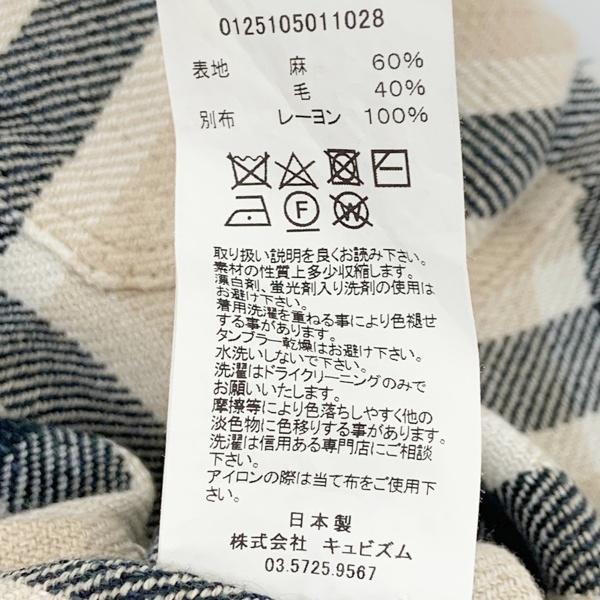 0125105011028
表地 麻 60%
毛 40%
別布 レーヨン 100%
F W
取り扱い説明を良くお読み下さい。
素材の性質上多少収縮します。
漂白剤、蛍光剤入り洗剤の使用は
お避け下さい。
着用洗濯を重ねる事により色褪せ
する事があります。
タンブラー乾燥はお避け下さい。
水洗いしないで下さい。
洗濯はドライクリーニングのみで
お願いいたします。
摩擦等により色落ちしやすく他の
淡色物に色移りする事があります。
洗濯は信用ある専門店にご相談
下さい。
アイロンの際は当て布をご使用下
さい。
日本製
株式会社 キュビズム
03.5725.9567